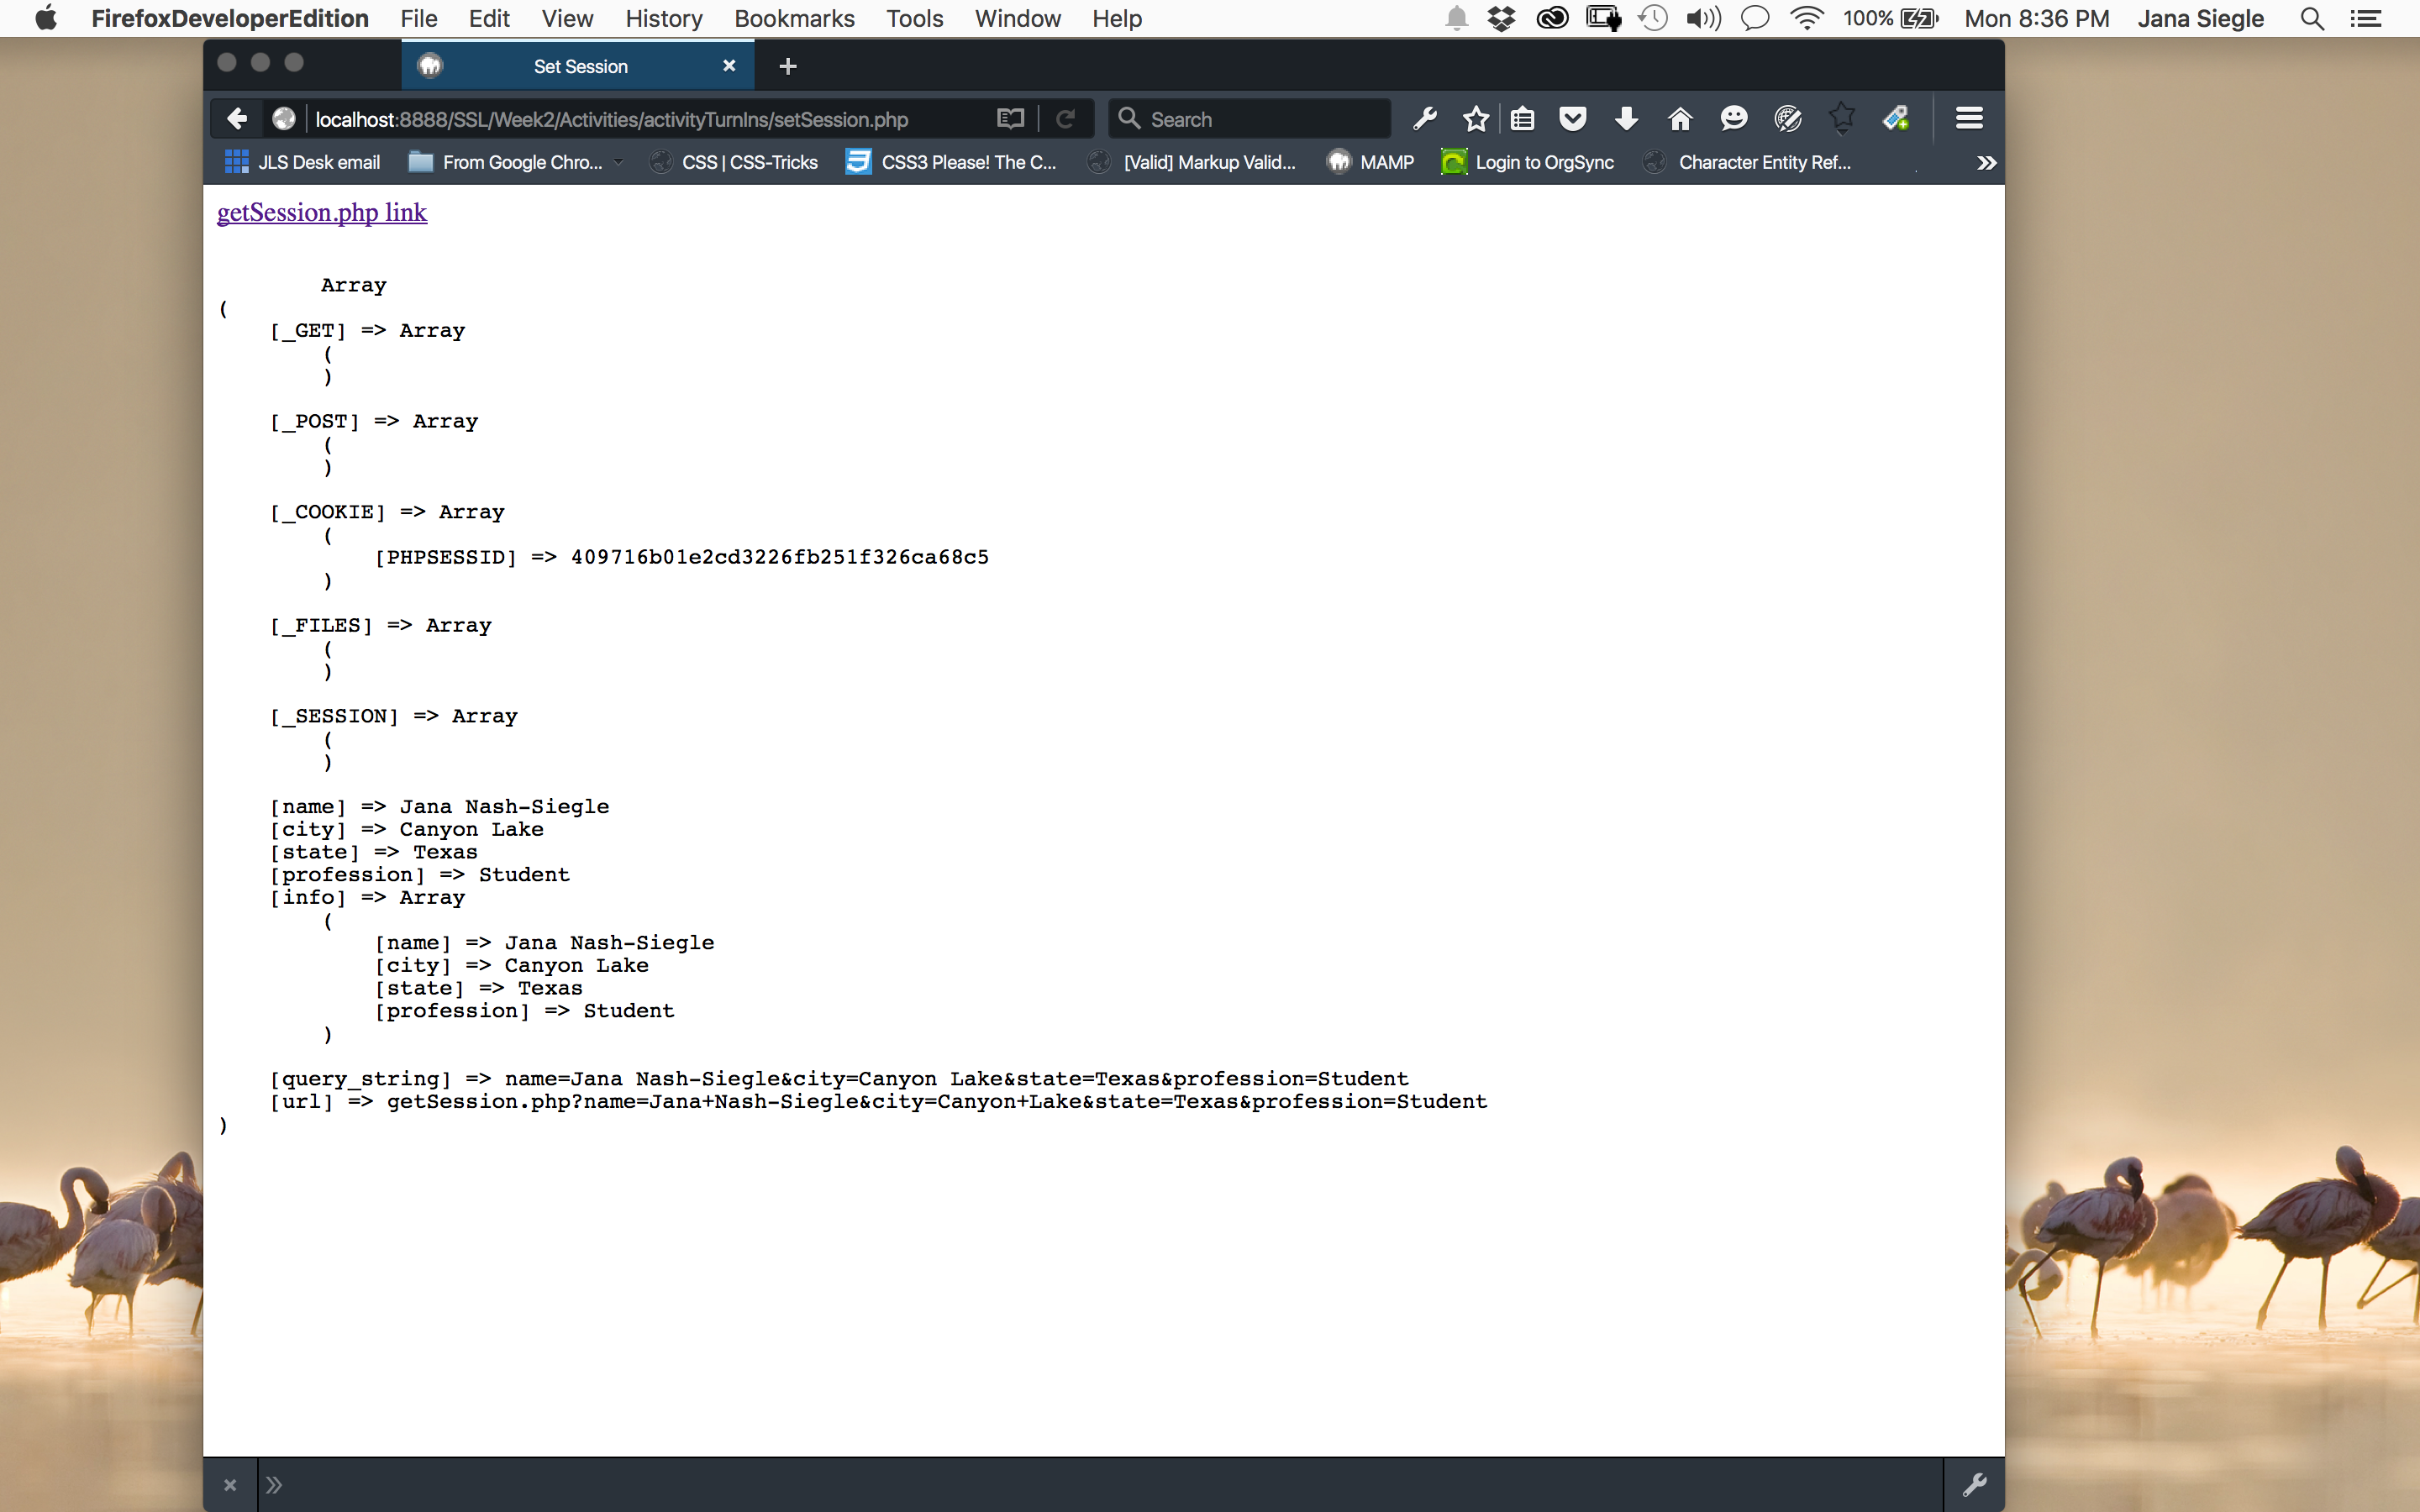 FirefoxDeveloperEdition File Edit View History Bookmarks Tools Window Help 100% Mon 8:36 PM Jana Siegle
Set Session
localhost:8888/SSL/Week2/Activities/activityTurnIns/setSession.php Search
JLS Desk email From Google Chro... CSS | CSS-Tricks CSS3 Please! The C... [Valid] Markup Valid... MAMP Login to OrgSync Character Entity Ref...
getSession.php link
Array
(
[_GET] => Array
(
)
[_POST] => Array
(
)
[_COOKIE] => Array
(
[PHPSESSID] => 409716b01e2cd3226fb251f326ca68c5
)
[_FILES] => Array
(
)
[_SESSION] => Array
(
)
[name] => Jana Nash-Siegle
[city] => Canyon Lake
[state] => Texas
[profession] => Student
[info] => Array
(
[name] => Jana Nash-Siegle
[city] => Canyon Lake
[state] => Texas
[profession] => Student
)
[query_string] => name=Jana Nash-Siegle&city=Canyon Lake&state=Texas&profession=Student
[url] => getSession.php?name=Jana+Nash-Siegle&city=Canyon+Lake&state=Texas&profession=Student
)